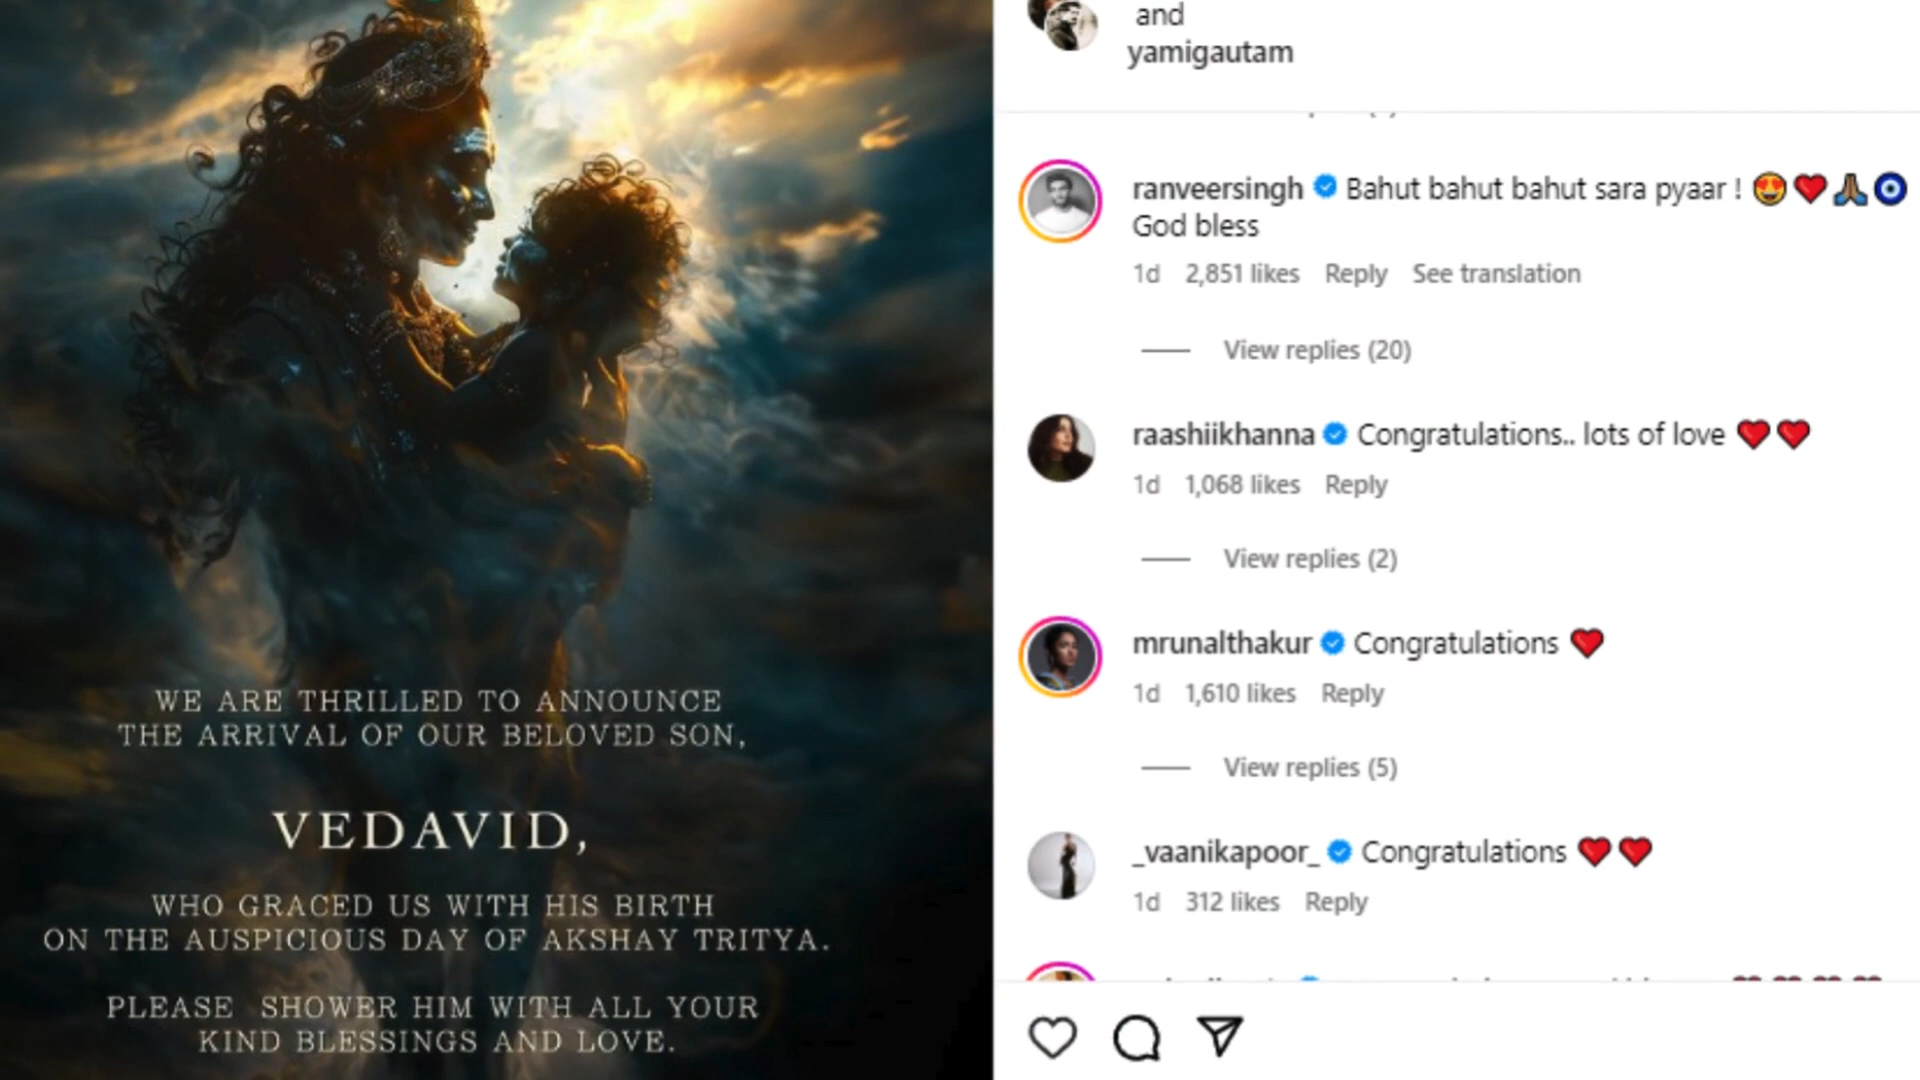 WE ARE THRILLED TO ANNOUNCE
THE ARRIVAL OF OUR BELOVED SON,
VEDAVID,
WHO GRACED US WITH HIS BIRTH
ON THE AUSPICIOUS DAY OF AKSHAY TRITYA.
PLEASE SHOWER HIM WITH ALL YOUR
KIND BLESSINGS AND LOVE.
and
yamigautam
ranveersingh Bahut bahut bahut sara pyaar ! 😍❤️🙏🏽🧿
God bless
1d 2,851 likes Reply See translation
View replies (20)
raashiikhanna Congratulations.. lots of love ❤️❤️
1d 1,068 likes Reply
View replies (2)
mrunalthakur Congratulations ❤️
1d 1,610 likes Reply
View replies (5)
_vaanikapoor_ Congratulations ❤️❤️
1d 312 likes Reply